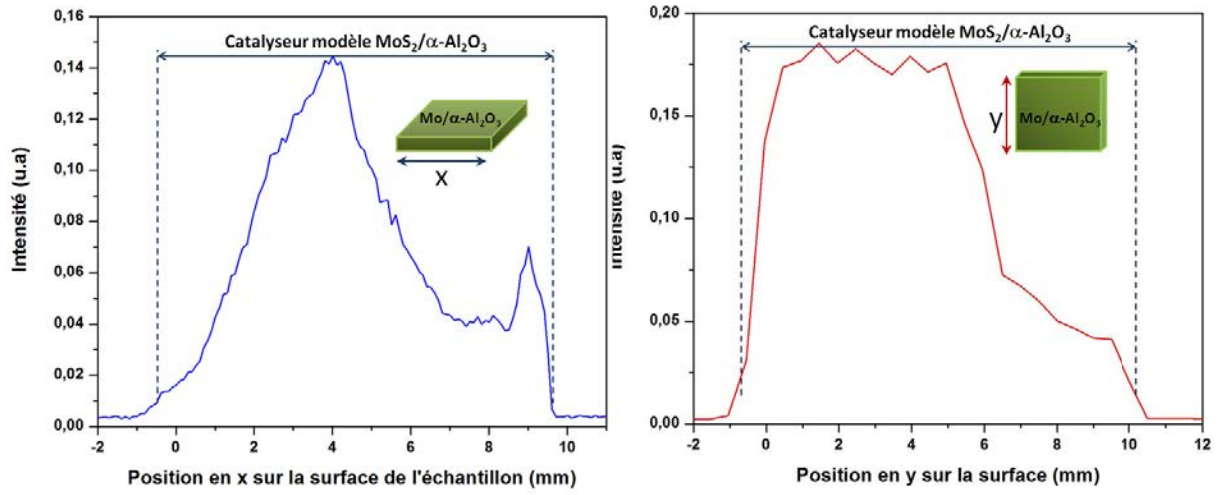 0,16
0,14
0,12
0,10
0,08
0,06
0,04
0,02
0,00
Intensité (u.a)
Catalyseur modèle MoS₂/α-Al₂O₃
Mo/α-Al₂O₃
X
-2 0 2 4 6 8 10
Position en x sur la surface de l'échantillon (mm)
0,20
0,15
0,10
0,05
0,00
Intensité (u.a)
Catalyseur modèle MoS₂/α-Al₂O₃
y
Mo/α-Al₂O₃
-2 0 2 4 6 8 10 12
Position en y sur la surface (mm)